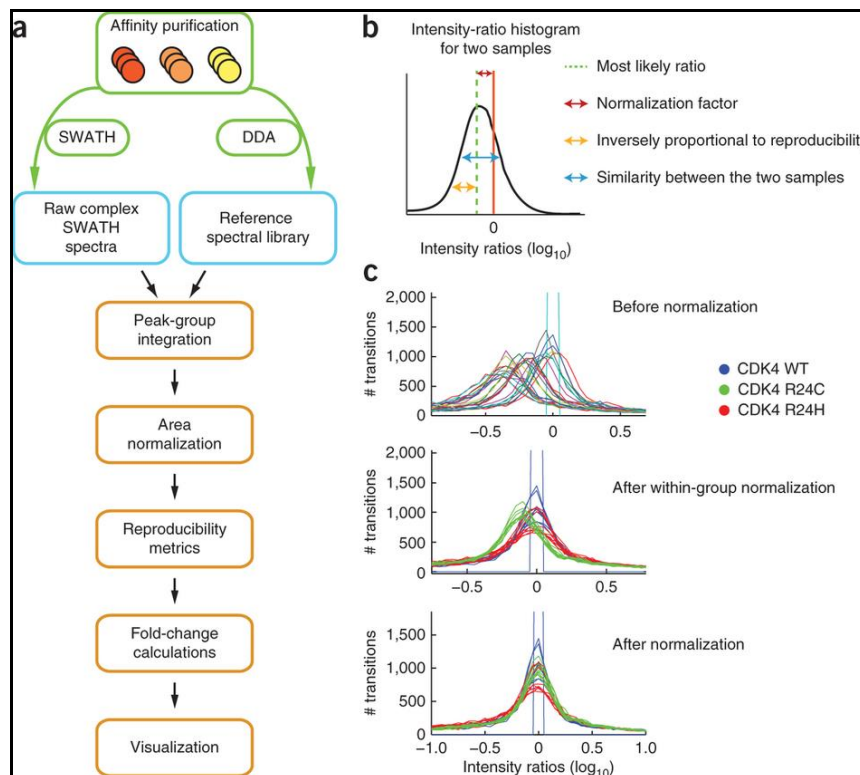 a
Affinity purification
SWATH
DDA
Raw complex
SWATH
spectra
Reference
spectral library
Peak-group
integration
Area
normalization
Reproducibility
metrics
Fold-change
calculations
Visualization
b
Intensity-ratio histogram
for two samples
Most likely ratio
Normalization factor
Inversely proportional to reproducibilit
Similarity between the two samples
0
Intensity ratios (log10)
c
2,000
1,500
1,000
500
0
# transitions
−0.5
0
0.5
Before normalization
CDK4 WT
CDK4 R24C
CDK4 R24H
2,000
1,500
1,000
500
0
# transitions
−0.5
0
0.5
After within-group normalization
1,500
1,000
500
0
# transitions
−1.0
−0.5
0
0.5
1.0
After normalization
Intensity ratios (log10)